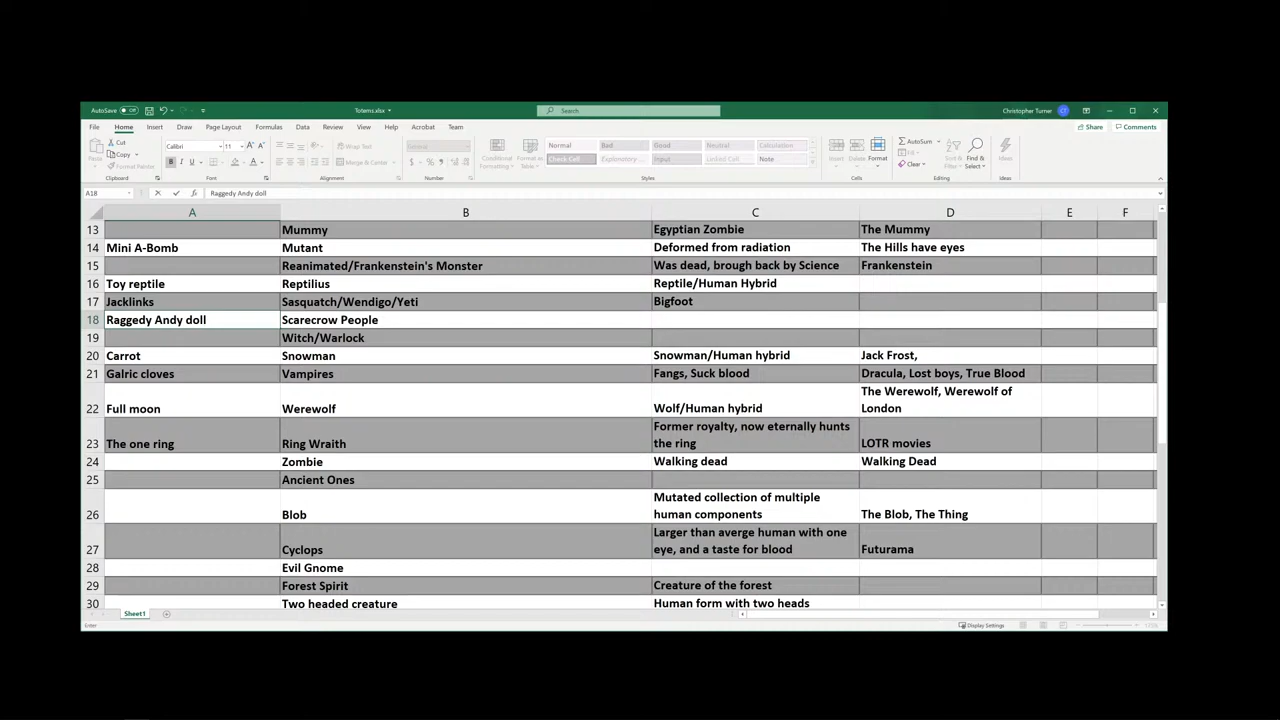 AutoSave Off Totems.xlsx Search Christopher Turner CT
File Home Insert Draw Page Layout Formulas Data Review View Help Acrobat Team Share Comments
Paste Cut Copy Format Painter Clipboard
Calibri 11 B I U Font
Wrap Text Merge & Center Alignment
General $ % Number
Conditional Formatting Format as Table Normal Bad Good Neutral Calculation
Check Cell Explanatory... Input Linked Cell Note Styles
Insert Delete Format Cells
AutoSum Fill Clear Sort & Filter Find & Select Editing
Ideas Ideas
A18 fx Raggedy Andy doll
A B C D E F
13 Mummy Egyptian Zombie The Mummy
14 Mini A-Bomb Mutant Deformed from radiation The Hills have eyes
15 Reanimated/Frankenstein's Monster Was dead, brough back by Science Frankenstein
16 Toy reptile Reptilius Reptile/Human Hybrid
17 Jacklinks Sasquatch/Wendigo/Yeti Bigfoot
18 Raggedy Andy doll Scarecrow People
19 Witch/Warlock
20 Carrot Snowman Snowman/Human hybrid Jack Frost,
21 Galric cloves Vampires Fangs, Suck blood Dracula, Lost boys, True Blood
The Werewolf, Werewolf of
22 Full moon Werewolf Wolf/Human hybrid London
Former royalty, now eternally hunts
23 The one ring Ring Wraith the ring LOTR movies
24 Zombie Walking dead Walking Dead
25 Ancient Ones
Mutated collection of multiple
26 Blob human components The Blob, The Thing
Larger than averge human with one
27 Cyclops eye, and a taste for blood Futurama
28 Evil Gnome
29 Forest Spirit Creature of the forest
30 Two headed creature Human form with two heads
Sheet1
Enter Display Settings 175%